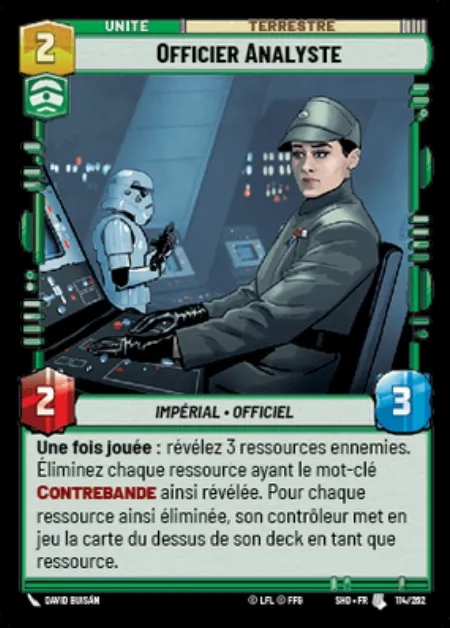 UNITÉ
TERRESTRE
2
OFFICIER ANALYSTE
2
IMPÉRIAL • OFFICIEL
3
Une fois jouée : révélez 3 ressources ennemies.
Éliminez chaque ressource ayant le mot-clé
CONTREBANDE ainsi révélée. Pour chaque
ressource ainsi éliminée, son contrôleur met en
jeu la carte du dessus de son deck en tant que
ressource.
DAVID BUISÁN
© LFL © FFG
SHD • FR
114/262